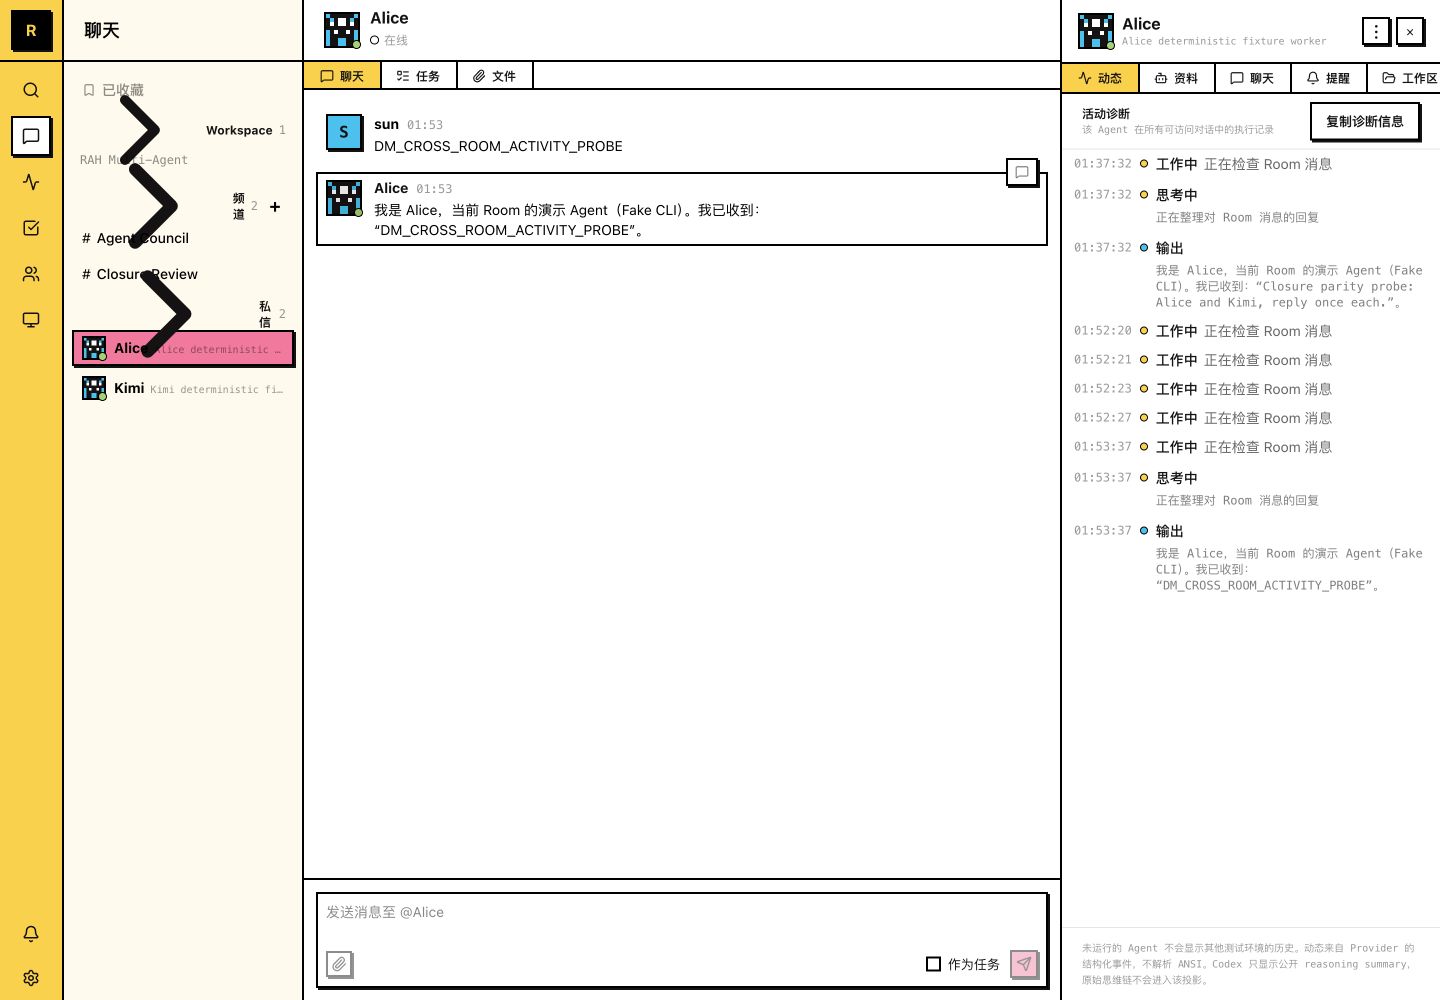 R
聊天
已收藏
Workspace 1
RAH Multi-Agent
频道 2 +
# Agent Council
# Closure Review
私信 2
Alice Alice deterministic …
Kimi Kimi deterministic fi…
Alice
在线
聊天 任务 文件
S
sun 01:53
DM_CROSS_ROOM_ACTIVITY_PROBE
Alice 01:53
我是 Alice，当前 Room 的演示 Agent（Fake CLI）。我已收到：
“DM_CROSS_ROOM_ACTIVITY_PROBE”。
发送消息至 @Alice
作为任务
Alice
Alice deterministic fixture worker
×
动态 资料 聊天 提醒 工作区
活动诊断
该 Agent 在所有可访问对话中的执行记录
复制诊断信息
01:37:32 工作中 正在检查 Room 消息
01:37:32 思考中
正在整理对 Room 消息的回复
01:37:32 输出
我是 Alice，当前 Room 的演示 Agent（Fake
CLI）。我已收到：“Closure parity probe:
Alice and Kimi, reply once each.”。
01:52:20 工作中 正在检查 Room 消息
01:52:21 工作中 正在检查 Room 消息
01:52:23 工作中 正在检查 Room 消息
01:52:27 工作中 正在检查 Room 消息
01:53:37 工作中 正在检查 Room 消息
01:53:37 思考中
正在整理对 Room 消息的回复
01:53:37 输出
我是 Alice，当前 Room 的演示 Agent（Fake
CLI）。我已收到：
“DM_CROSS_ROOM_ACTIVITY_PROBE”。
未运行的 Agent 不会显示其他测试环境的历史。动态来自 Provider 的
结构化事件，不解析 ANSI。Codex 只显示公开 reasoning summary，
原始思维链不会进入该投影。